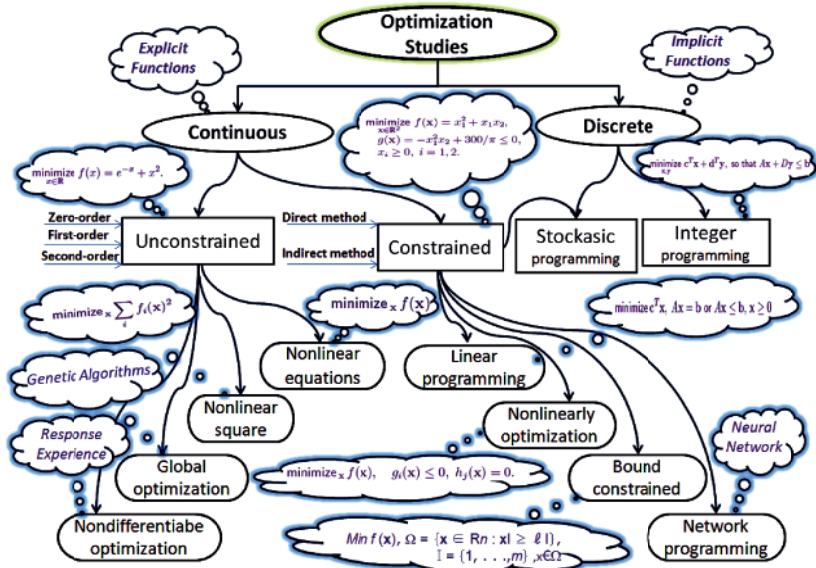 Optimization
Studies
Explicit
Functions
Implicit
Functions
Continuous
minimize f(x) = x₁² + x₁x₂,
x∈ℝ²
g(x) = −x₁²x₂ + 300/π ≤ 0,
xᵢ ≥ 0, i = 1, 2.
Discrete
minimize f(x) = e⁻ˣ + x².
x∈ℝ
minimize cᵀx + dᵀy, so that Ax + Dy ≤ b
x,y
Zero-order
First-order
Second-order
Unconstrained
Direct method
Indirect method
Constrained
Stockasic
programming
Integer
programming
minimize ₓ ∑ fᵢ(x)²
i
minimize ₓ f(x)
minimize cᵀx, Ax = b or Ax ≤ b, x ≥ 0
Nonlinear
equations
Linear
programming
Genetic Algorithms
Nonlinear
square
Nonlinearly
optimization
Response
Experience
Neural
Network
Global
optimization
minimize ₓ f(x), gᵢ(x) ≤ 0, hⱼ(x) = 0.
Bound
constrained
Nondifferentiabe
optimization
Min f(x), Ω = {x ∈ Rn : xI ≥ ℓ I},
I = {1, . . .,m} ,x∈Ω
Network
programming